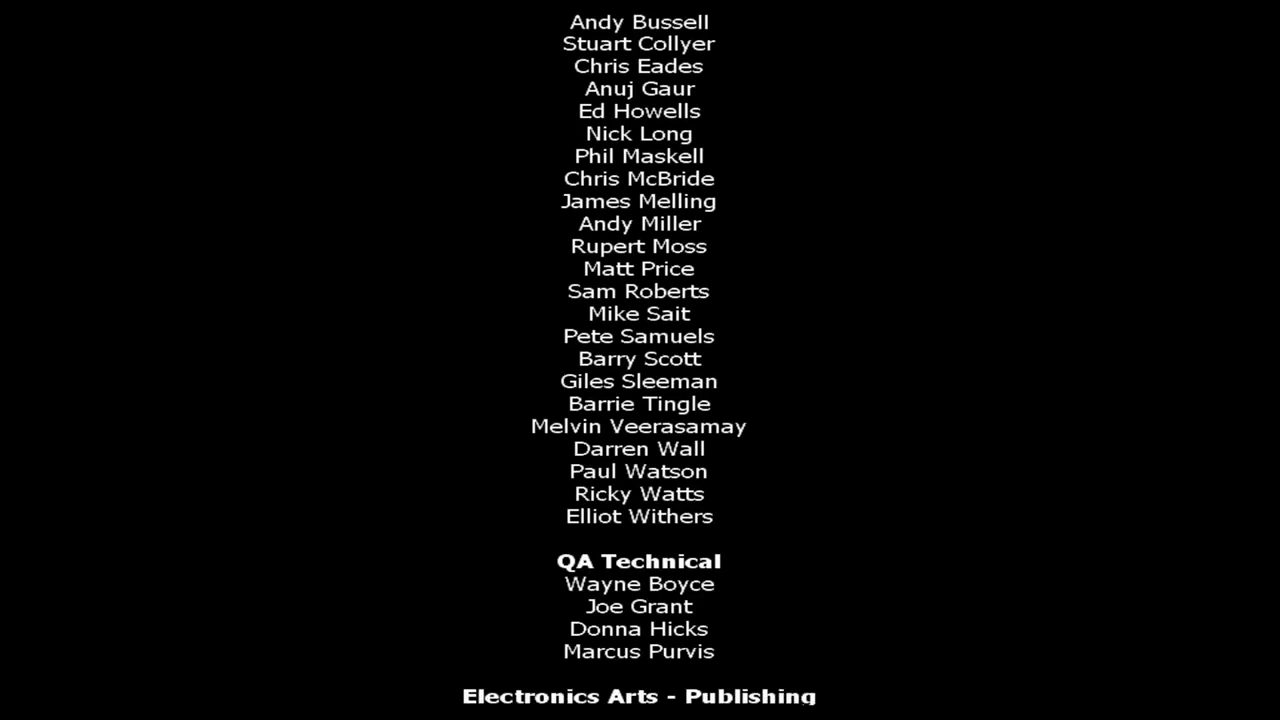 Andy Bussell
Stuart Collyer
Chris Eades
Anuj Gaur
Ed Howells
Nick Long
Phil Maskell
Chris McBride
James Melling
Andy Miller
Rupert Moss
Matt Price
Sam Roberts
Mike Sait
Pete Samuels
Barry Scott
Giles Sleeman
Barrie Tingle
Melvin Veerasamay
Darren Wall
Paul Watson
Ricky Watts
Elliot Withers
QA Technical
Wayne Boyce
Joe Grant
Donna Hicks
Marcus Purvis
Electronics Arts - Publishing